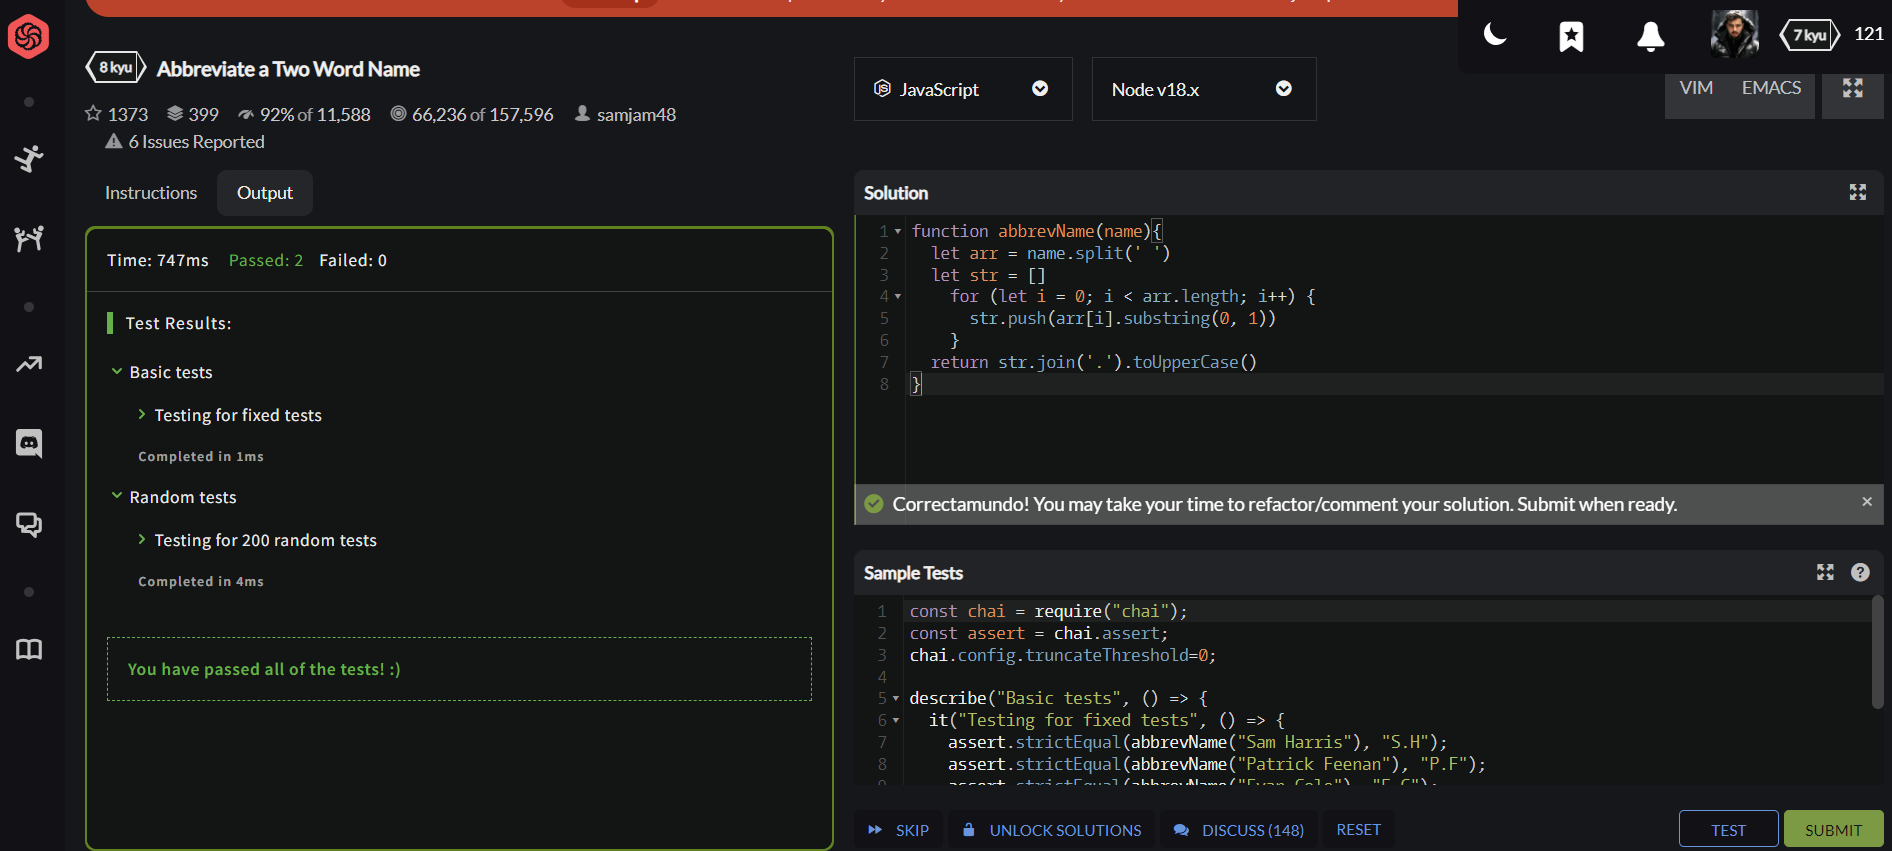 8 kyu
Abbreviate a Two Word Name
1373 399 92% of 11,588 66,236 of 157,596 samjam48
6 Issues Reported
JavaScript
Node v18.x
7 kyu
121
VIM EMACS
Instructions Output
Time: 747ms Passed: 2 Failed: 0
Test Results:
Basic tests
Testing for fixed tests
Completed in 1ms
Random tests
Testing for 200 random tests
Completed in 4ms
You have passed all of the tests! :)
Solution
1 function abbrevName(name){
2 let arr = name.split(' ')
3 let str = []
4 for (let i = 0; i < arr.length; i++) {
5 str.push(arr[i].substring(0, 1))
6 }
7 return str.join('.').toUpperCase()
8 }
Correctamundo! You may take your time to refactor/comment your solution. Submit when ready.
Sample Tests
1 const chai = require("chai");
2 const assert = chai.assert;
3 chai.config.truncateThreshold=0;
4
5 describe("Basic tests", () => {
6 it("Testing for fixed tests", () => {
7 assert.strictEqual(abbrevName("Sam Harris"), "S.H");
8 assert.strictEqual(abbrevName("Patrick Feenan"), "P.F");
9 assert.strictEqual(abbrevName("Evan Cole"), "E.C");
SKIP UNLOCK SOLUTIONS DISCUSS (148) RESET TEST SUBMIT